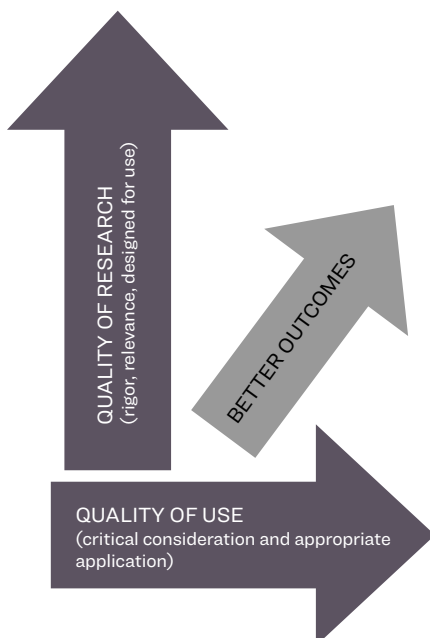 QUALITY OF RESEARCH
(rigor, relevance, designed for use)
BETTER OUTCOMES
QUALITY OF USE
(critical consideration and appropriate
application)